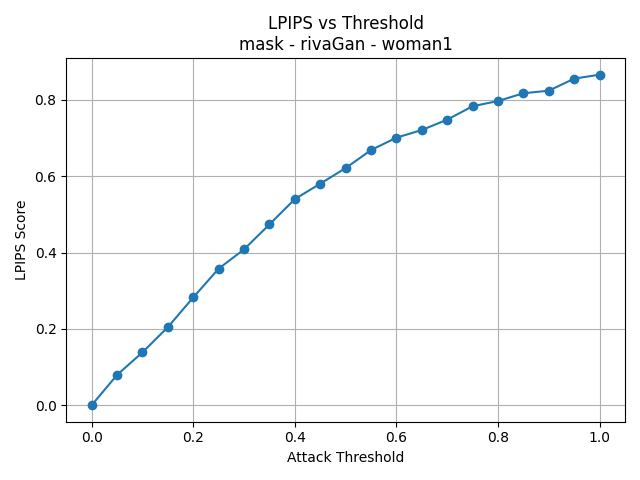 LPIPS vs Threshold
mask - rivaGan - woman1
0.8
0.6
0.4
0.2
0.0
LPIPS Score
0.0 0.2 0.4 0.6 0.8 1.0
Attack Threshold